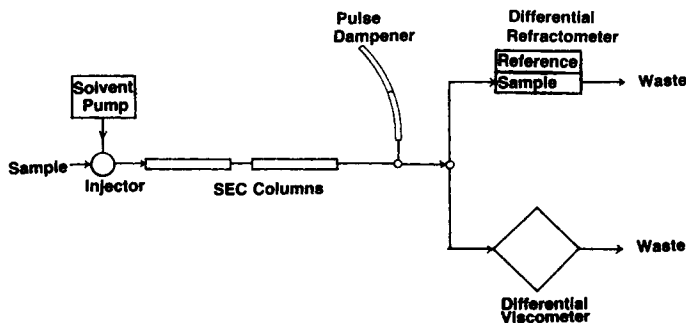 Pulse
Dampener
Differential
Refractometer
Reference
Sample
Waste
Solvent
Pump
Sample
Injector
SEC Columns
Waste
Differential
Viscometer